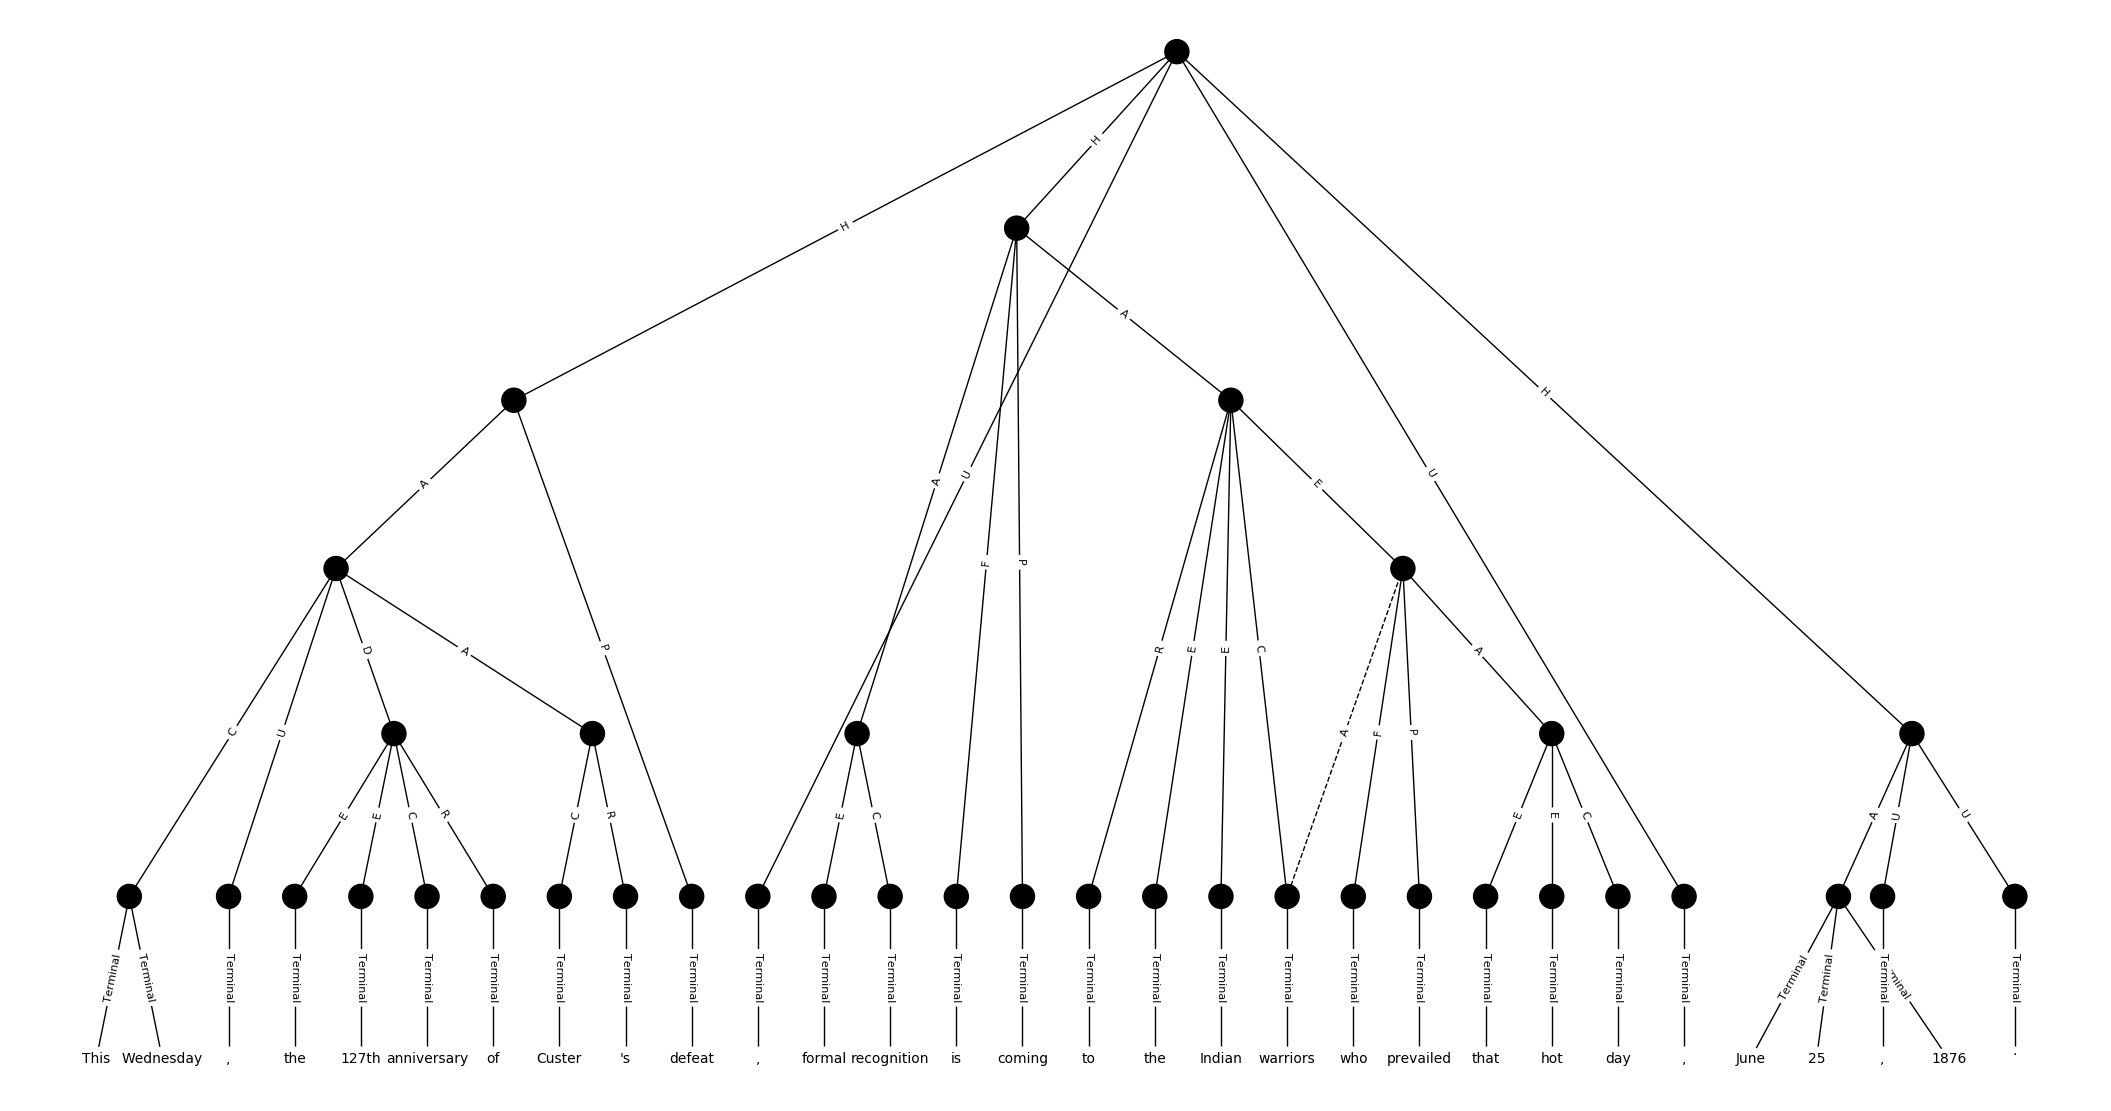 H
H
H
A
U
A
A
A
E
U
F
P
D
A
P
R
E
E
C
A
C
U
A
F
P
E
E
C
R
C
R
E
C
E
E
C
A
U
U
Terminal Terminal Terminal Terminal Terminal Terminal Terminal Terminal Terminal Terminal Terminal Terminal Terminal Terminal Terminal Terminal Terminal Terminal Terminal Terminal Terminal Terminal Terminal Terminal Terminal Terminal Terminal Terminal minal Terminal
This Wednesday , the 127th anniversary of Custer 's defeat , formal recognition is coming to the Indian warriors who prevailed that hot day , June 25 , 1876 .